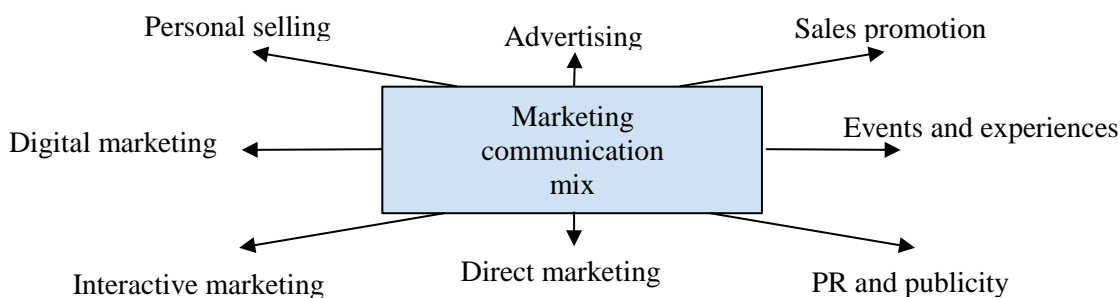 Personal selling
Advertising
Sales promotion
Marketing
communication
mix
Digital marketing
Events and experiences
Interactive marketing
Direct marketing
PR and publicity